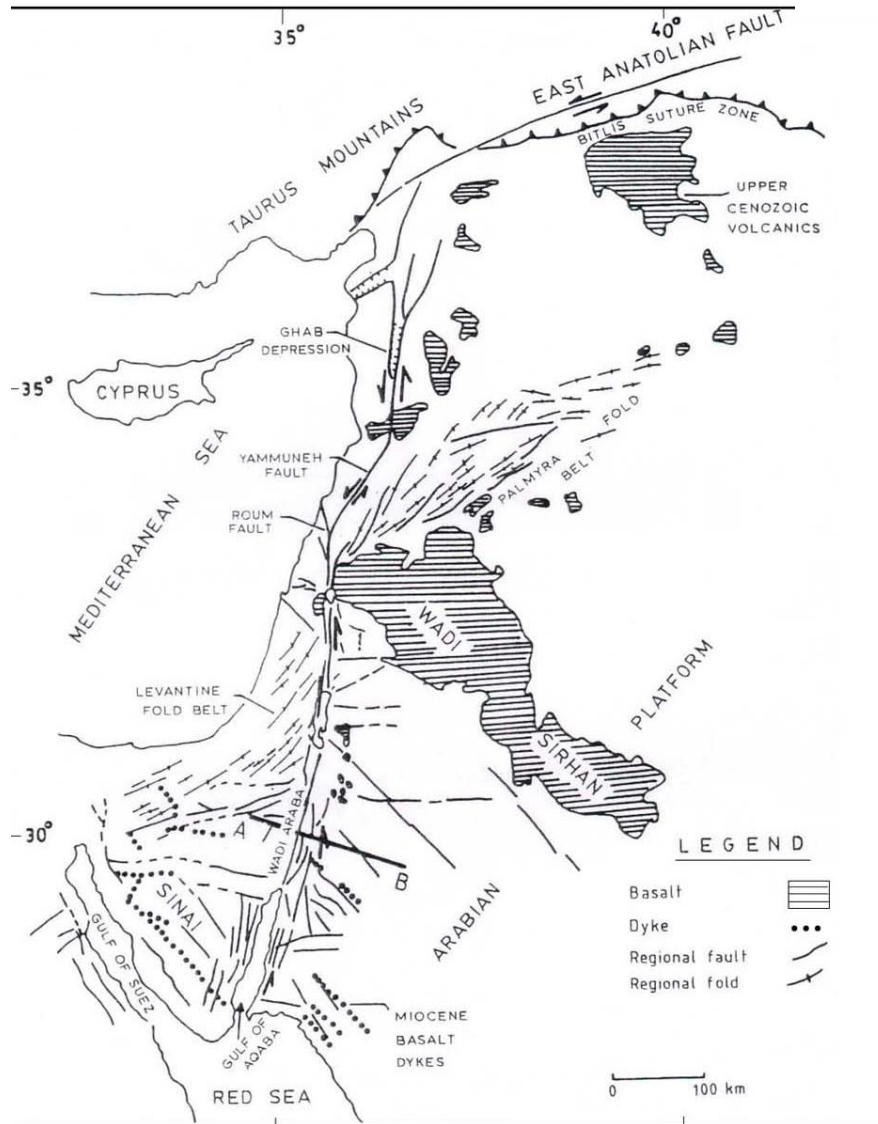 35°
40°
EAST ANATOLIAN FAULT
BITLIS SUTURE ZONE
TAURUS MOUNTAINS
UPPER
CENOZOIC
VOLCANICS
GHAB
DEPRESSION
-35°
CYPRUS
MEDITERRANEAN SEA
YAMMUNEH
FAULT
PALMYRA FOLD
BELT
ROUM
FAULT
WADI
SIRHAN
LEVANTINE
FOLD BELT
ARABIAN PLATFORM
-30°
A
B
WADI ARABA
SINAI
GULF OF SUEZ
GULF OF
AQABA
RED SEA
MIOCENE
BASALT
DYKES
LEGEND
Basalt
Dyke
Regional fault
Regional fold
0 100 km